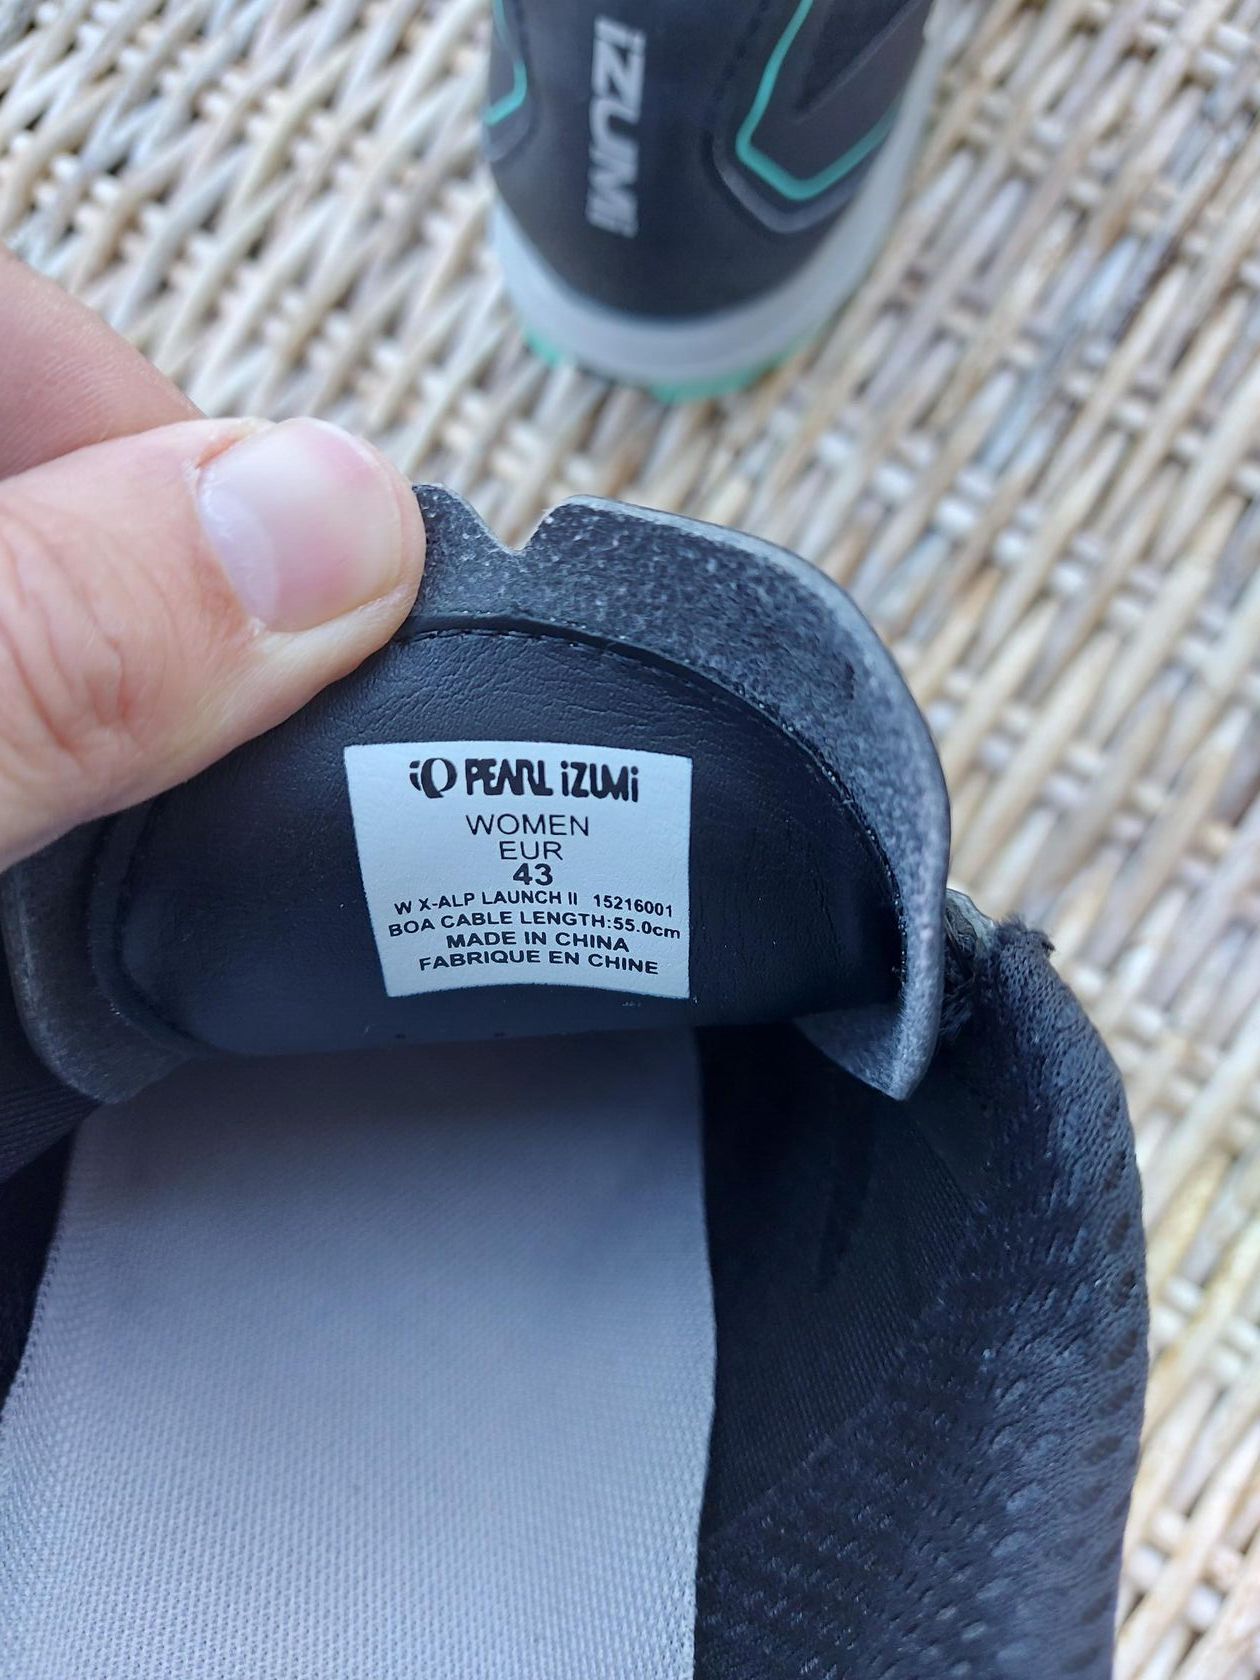 iZUMi
PEARL iZUMi
WOMEN
EUR
43
W X-ALP LAUNCH II 15216001
BOA CABLE LENGTH:55.0cm
MADE IN CHINA
FABRIQUE EN CHINE